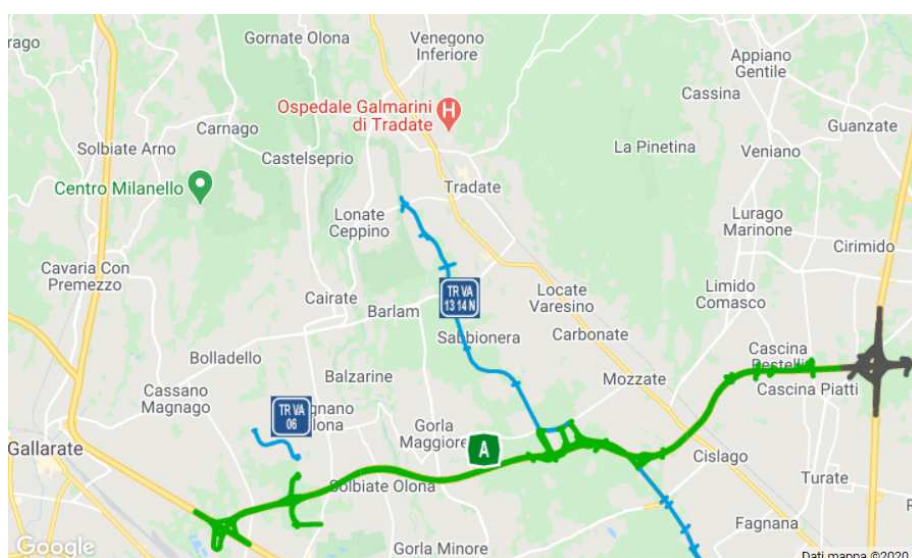 Gornate Olona
Venegono
Inferiore
Appiano
Gentile
rago
Cassina
Ospedale Galmarini
di Tradate
H
Guanzate
Carnago
Solbiate Arno
La Pinetina
Veniano
Castelseprio
Centro Milanello
Tradate
Lonate
Ceppino
Lurago
Marinone
Cirimido
Cavaria Con
Premezzo
Limido
Comasco
TR VA
13 14 N
Cairate
Barlam
Locate
Varesino
Sabbionera
Carbonate
Bolladello
Cascina
Balzarine
Mozzate
Cassano
Magnago
Cascina Piatti
TR VA
06
Gorla
Maggiore
Gallarate
A
Cislago
Solbiate Olona
Turate
Fagnana
Google
Gorla Minore
Dati mappa ©2020